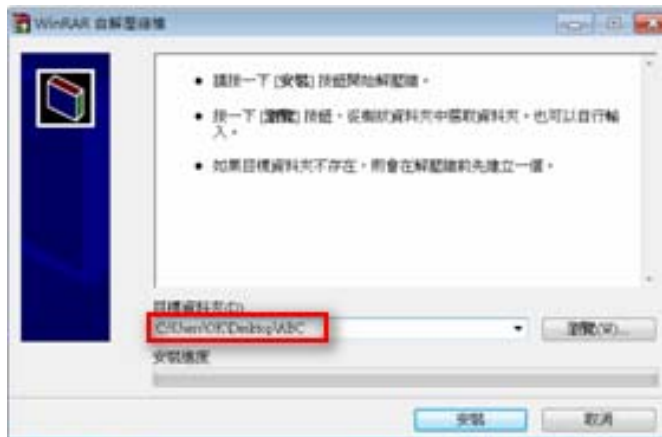 WinRAR 自解壓縮檔
• 請按一下 [安裝] 按鈕開始解壓縮。
• 按一下 [瀏覽] 按鈕，從樹狀資料夾中選取資料夾。也可以自行輸
入。
• 如果目標資料夾不存在，則會在解壓縮前先建立一個。
目標資料夾(D)
C:\Users\OK\Desktop\ABC
瀏覽(W)...
安裝進度
安裝
取消